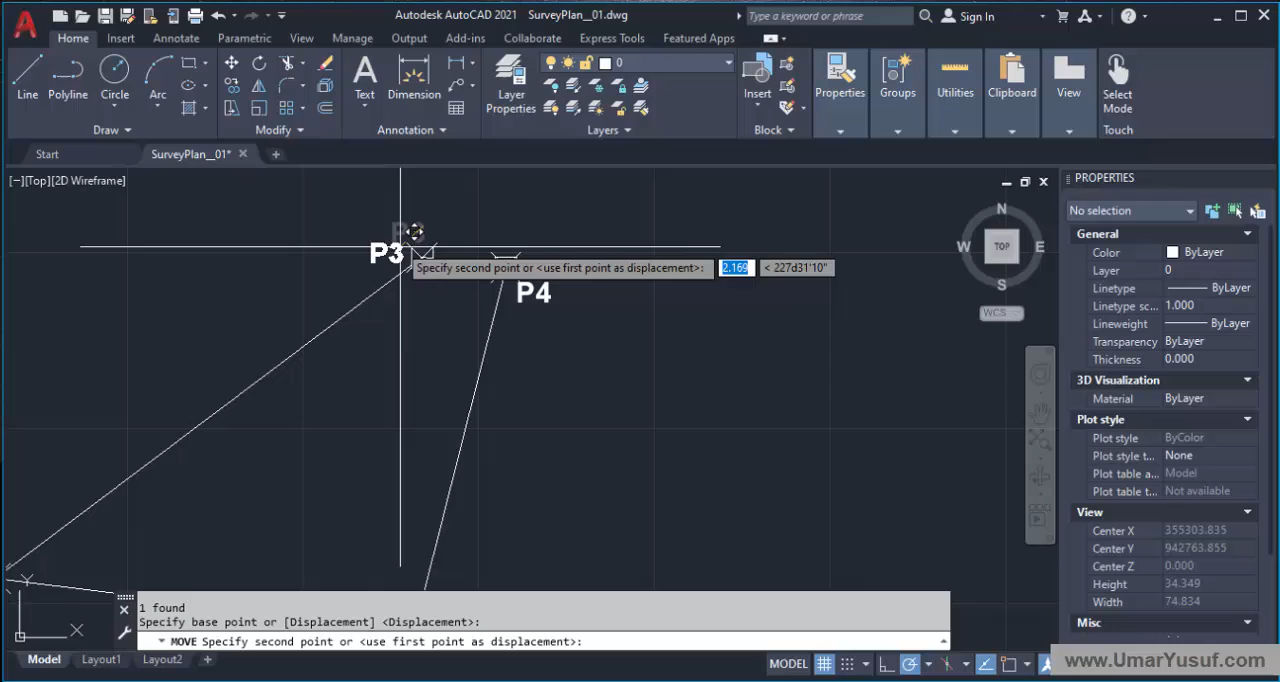 Autodesk AutoCAD 2021 SurveyPlan_01.dwg
Type a keyword or phrase
Sign In
Home Insert Annotate Parametric View Manage Output Add-ins Collaborate Express Tools Featured Apps
Line Polyline Circle Arc
Text Dimension
Layer
Properties
0
Insert
Properties Groups Utilities Clipboard View
Select
Mode
Draw Modify Annotation Layers Block Touch
Start SurveyPlan_01*
[−][Top][2D Wireframe]
P3
P3
P4
Specify second point or <use first point as displacement>: 2.169 < 227d31'10"
N
W TOP E
S
WCS
Y
X
PROPERTIES
No selection
General
Color ByLayer
Layer 0
Linetype ByLayer
Linetype sc... 1.000
Lineweight ByLayer
Transparency ByLayer
Thickness 0.000
3D Visualization
Material ByLayer
Plot style
Plot style ByColor
Plot style t... None
Plot table a... Model
Plot table t... Not available
View
Center X 355303.835
Center Y 942763.855
Center Z 0.000
Height 34.349
Width 74.834
Misc
1 found
Specify base point or [Displacement] <Displacement>:
MOVE Specify second point or <use first point as displacement>:
Model Layout1 Layout2 +
MODEL
www.UmarYusuf.com